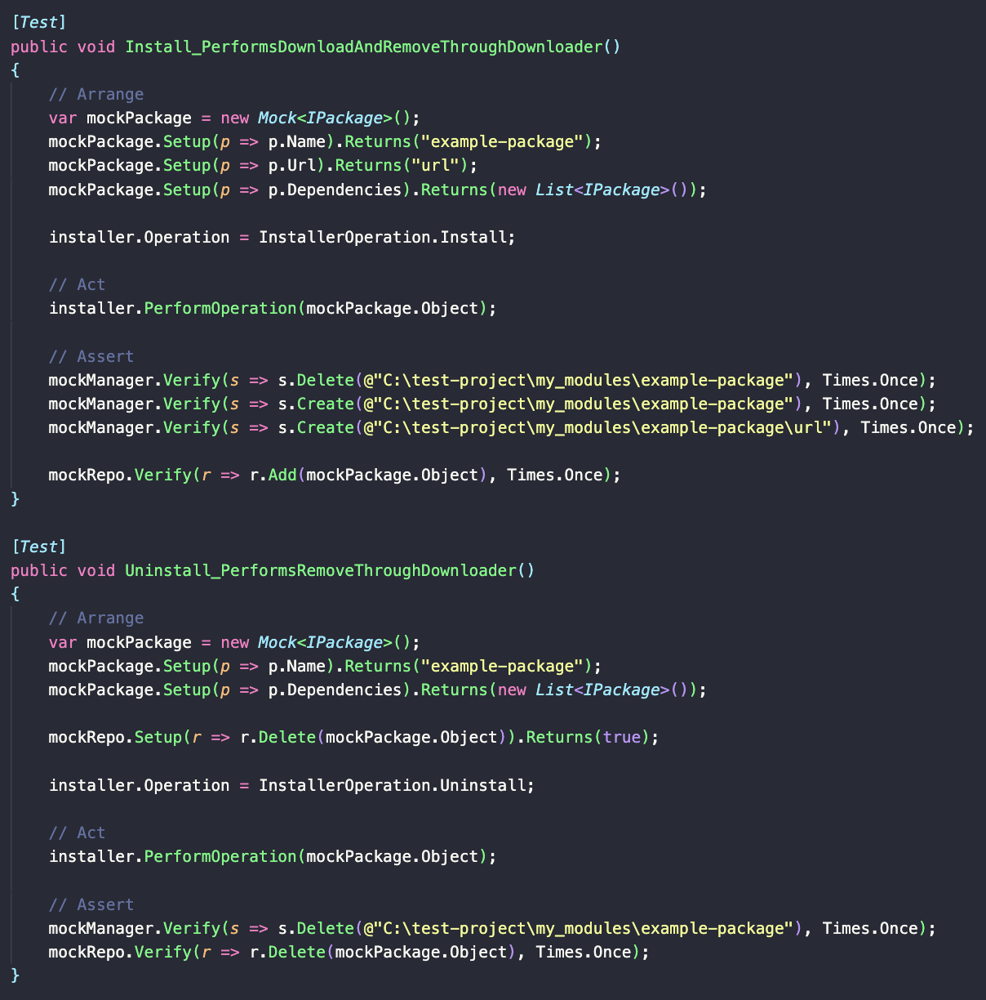 [Test]
public void Install_PerformsDownloadAndRemoveThroughDownloader()
{
    // Arrange
    var mockPackage = new Mock<IPackage>();
    mockPackage.Setup(p => p.Name).Returns("example-package");
    mockPackage.Setup(p => p.Url).Returns("url");
    mockPackage.Setup(p => p.Dependencies).Returns(new List<IPackage>());

    installer.Operation = InstallerOperation.Install;

    // Act
    installer.PerformOperation(mockPackage.Object);

    // Assert
    mockManager.Verify(s => s.Delete(@"C:\test-project\my_modules\example-package"), Times.Once);
    mockManager.Verify(s => s.Create(@"C:\test-project\my_modules\example-package"), Times.Once);
    mockManager.Verify(s => s.Create(@"C:\test-project\my_modules\example-package\url"), Times.Once);

    mockRepo.Verify(r => r.Add(mockPackage.Object), Times.Once);
}

[Test]
public void Uninstall_PerformsRemoveThroughDownloader()
{
    // Arrange
    var mockPackage = new Mock<IPackage>();
    mockPackage.Setup(p => p.Name).Returns("example-package");
    mockPackage.Setup(p => p.Dependencies).Returns(new List<IPackage>());

    mockRepo.Setup(r => r.Delete(mockPackage.Object)).Returns(true);

    installer.Operation = InstallerOperation.Uninstall;

    // Act
    installer.PerformOperation(mockPackage.Object);

    // Assert
    mockManager.Verify(s => s.Delete(@"C:\test-project\my_modules\example-package"), Times.Once);
    mockRepo.Verify(r => r.Delete(mockPackage.Object), Times.Once);
}